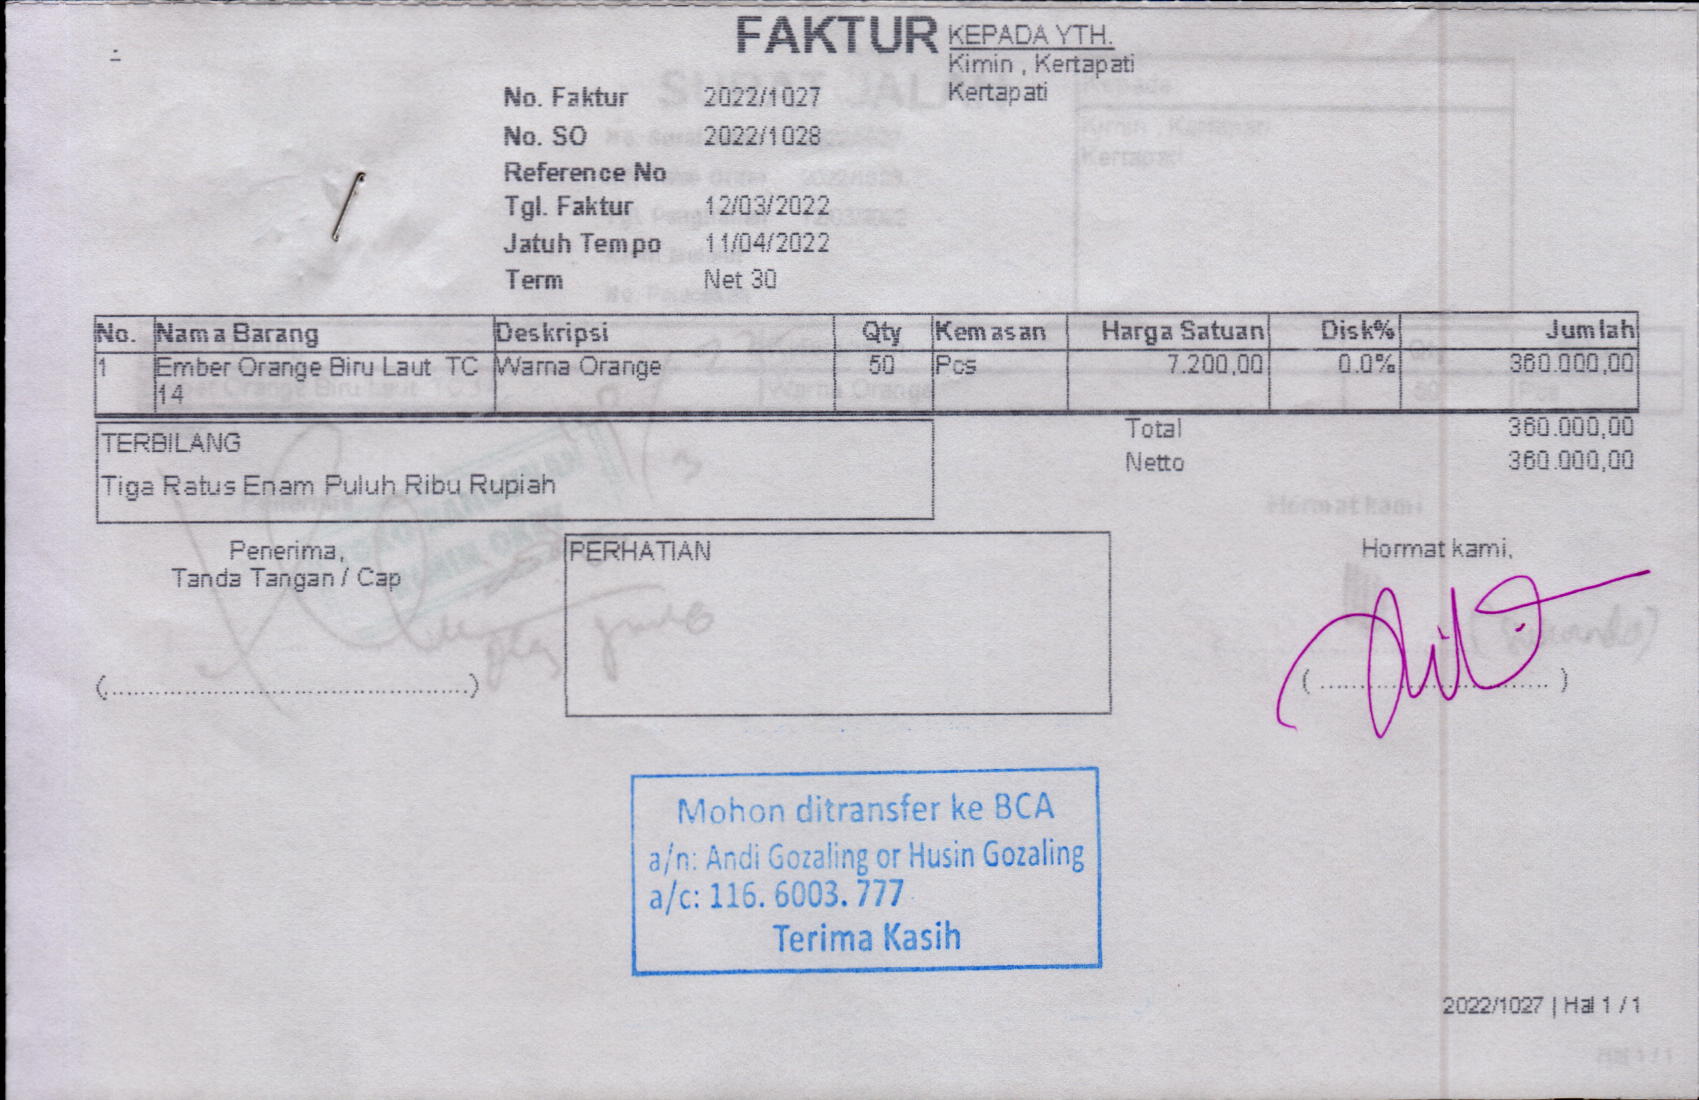 FAKTUR
KEPADA YTH.
Kimin , Kertapati
Kertapati
No. Faktur 2022/1027
No. SO 2022/1028
Reference No
Tgl. Faktur 12/03/2022
Jatuh Tempo 11/04/2022
Term Net 30
No. Nama Barang Deskripsi Qty Kemasan Harga Satuan Disk% Jumlah
1 Ember Orange Biru Laut TC Warna Orange 50 Pcs 7.200,00 0.0% 360.000,00
14
TERBILANG
Tiga Ratus Enam Puluh Ribu Rupiah
Total 360.000,00
Netto 360.000,00
Penerima,
Tanda Tangan / Cap
(..............................................)
PERHATIAN
Hormat kami,
(..............................)
Mohon ditransfer ke BCA
a/n: Andi Gozaling or Husin Gozaling
a/c: 116. 6003. 777
Terima Kasih
2022/1027 | Hal 1 / 1